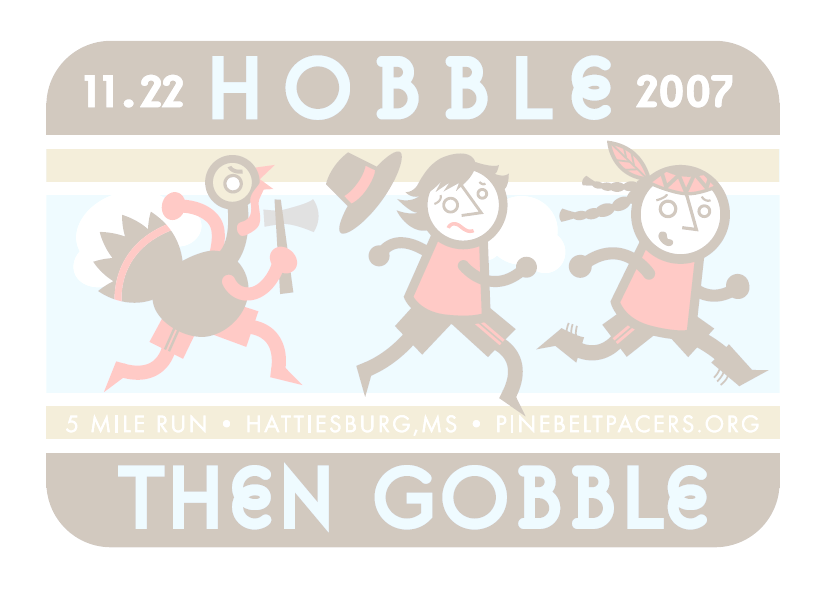 11.22 HOBBLE 2007
5 MILE RUN • HATTIESBURG,MS • PINEBELTPACERS.ORG
THEN GOBBLE